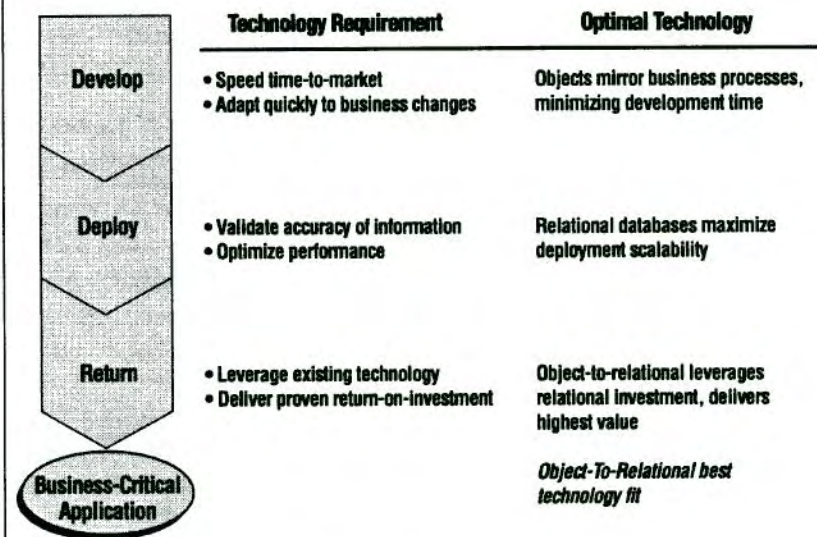 Technology Requirement
Optimal Technology
Develop
• Speed time-to-market
• Adapt quickly to business changes
Objects mirror business processes,
minimizing development time
Deploy
• Validate accuracy of information
• Optimize performance
Relational databases maximize
deployment scalability
Return
• Leverage existing technology
• Deliver proven return-on-investment
Object-to-relational leverages
relational investment, delivers
highest value
Business-Critical
Application
Object-To-Relational best
technology fit